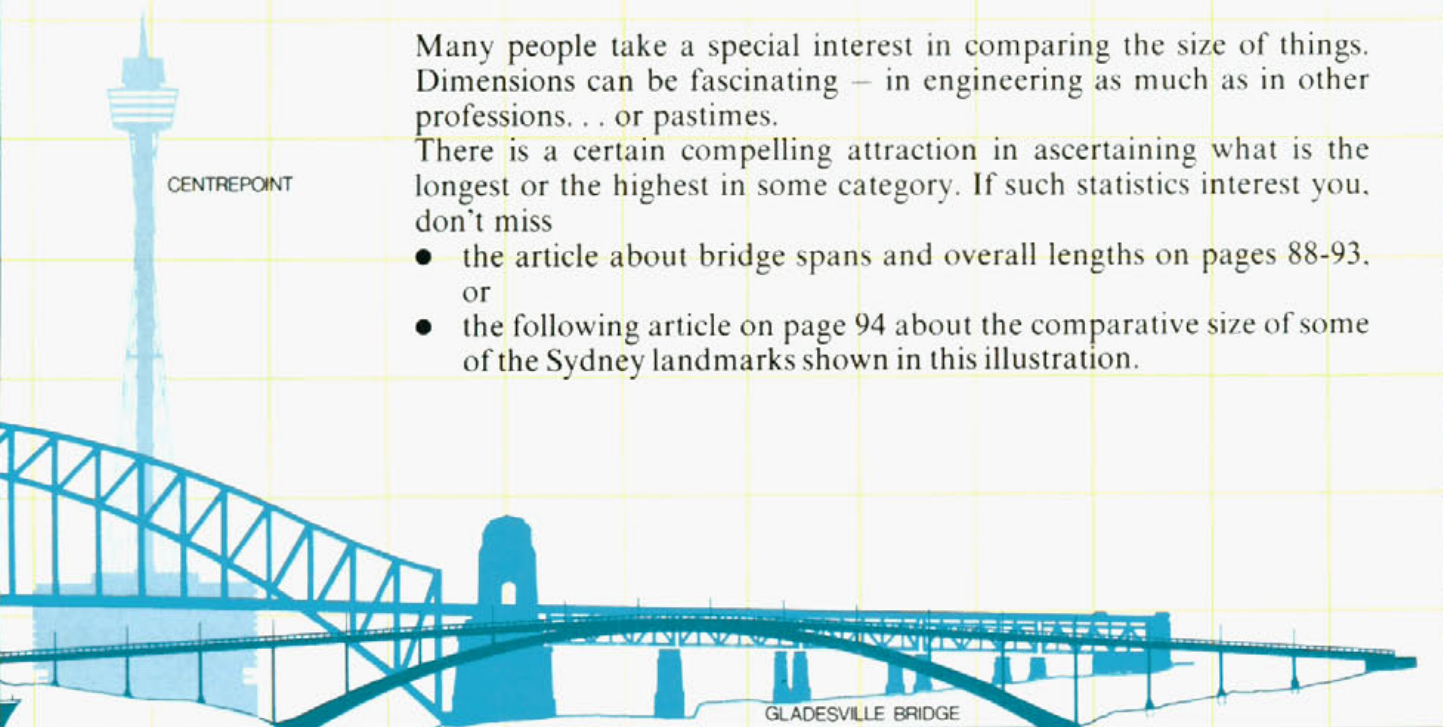 Many people take a special interest in comparing the size of things.
Dimensions can be fascinating – in engineering as much as in other
professions. . . or pastimes.
There is a certain compelling attraction in ascertaining what is the
longest or the highest in some category. If such statistics interest you,
don't miss
● the article about bridge spans and overall lengths on pages 88-93,
or
● the following article on page 94 about the comparative size of some
of the Sydney landmarks shown in this illustration.
CENTREPOINT
GLADESVILLE BRIDGE